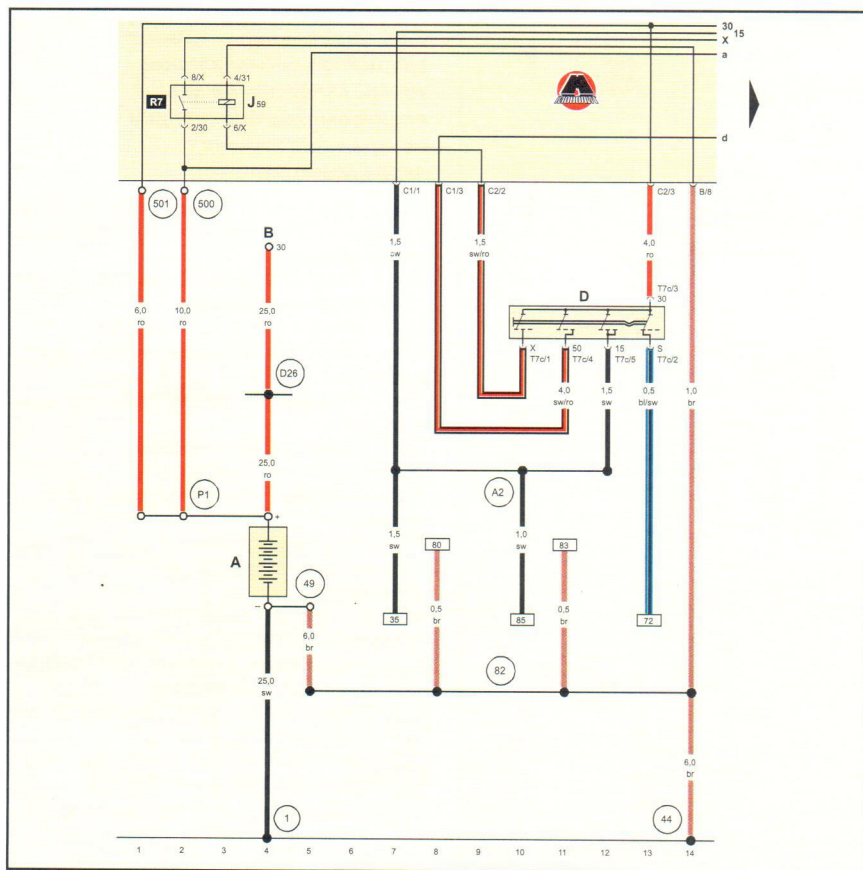 30
15
X
a
8/X
4/31
R7
J 59
2/30
6/X
d
501
500
C1/1
C1/3
C2/2
C2/3
B/8
B
30
1,5
sw
1,5
sw/ro
4,0
ro
6,0
ro
10,0
ro
25,0
ro
D
T7c/3
30
X
T7c/1
50
T7c/4
15
T7c/5
S
T7c/2
D26
4,0
sw/ro
1,5
sw
0,5
bl/sw
1,0
br
25,0
ro
P1
A2
+
A
1,5
sw
80
1,0
sw
83
49
−
0,5
br
0,5
br
35
85
72
6,0
br
82
25,0
sw
6,0
br
1
44
1 2 3 4 5 6 7 8 9 10 11 12 13 14